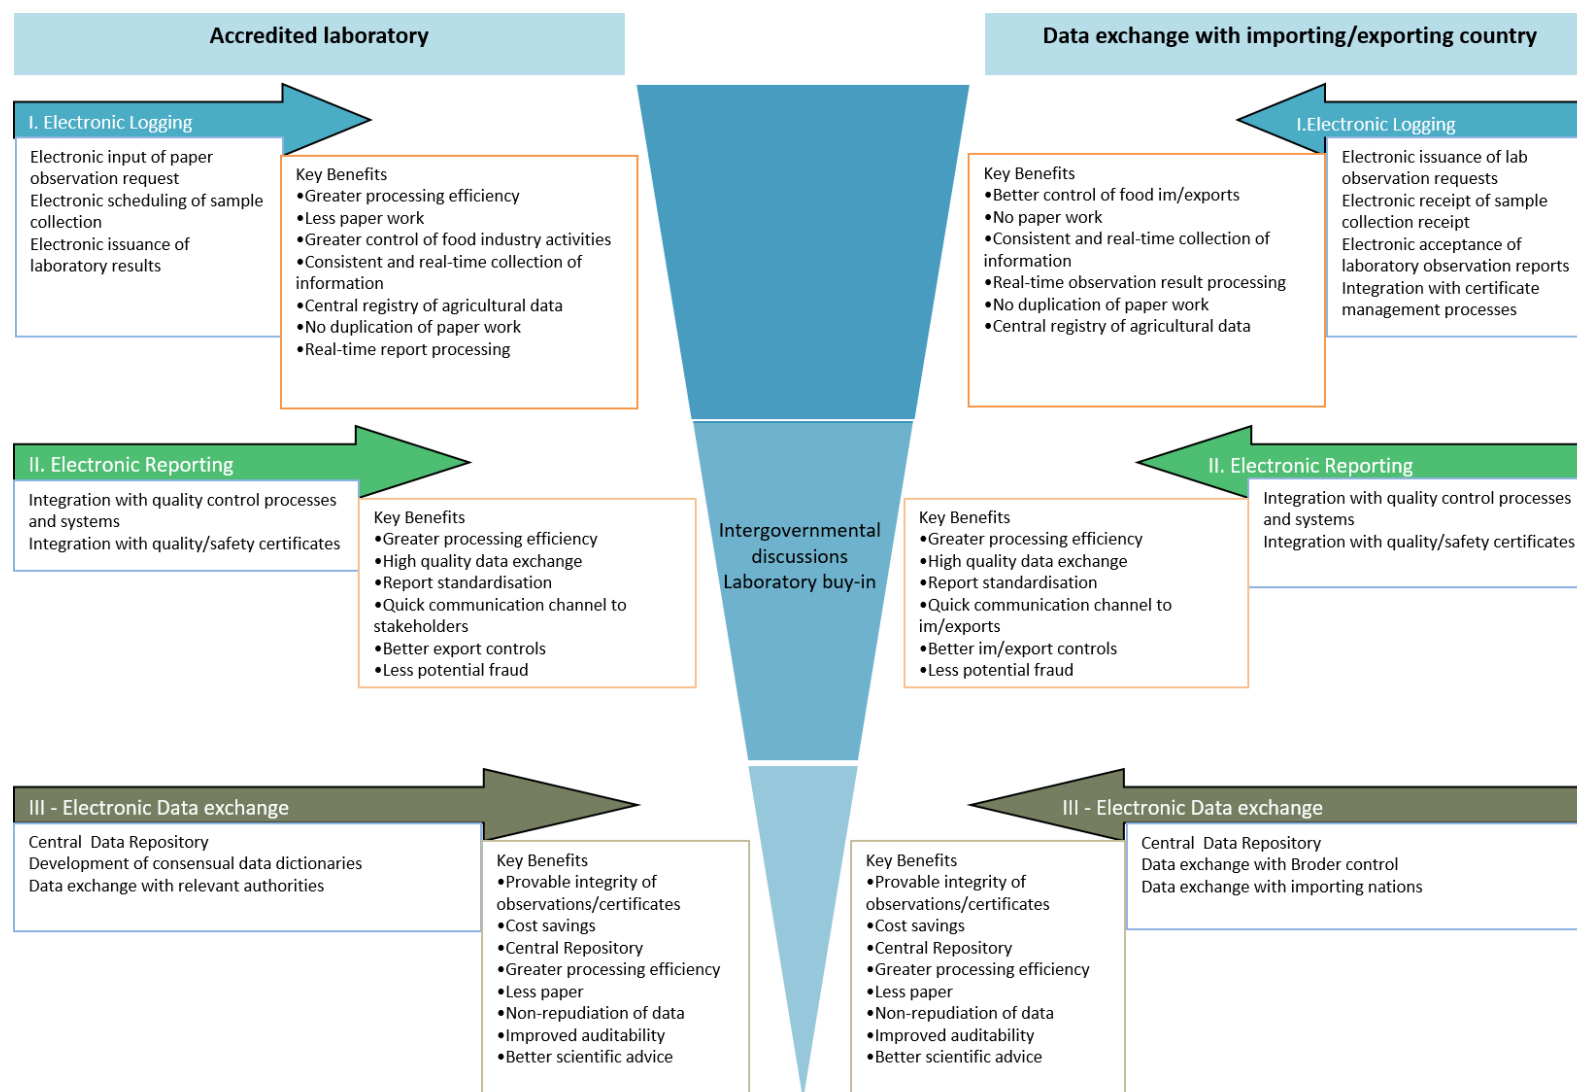 Accredited laboratory
Data exchange with importing/exporting country
I. Electronic Logging
Electronic input of paper
observation request
Electronic scheduling of sample
collection
Electronic issuance of
laboratory results
Key Benefits
•Greater processing efficiency
•Less paper work
•Greater control of food industry activities
•Consistent and real-time collection of
information
•Central registry of agricultural data
•No duplication of paper work
•Real-time report processing
I.Electronic Logging
Key Benefits
•Better control of food im/exports
•No paper work
•Consistent and real-time collection of
information
•Real-time observation result processing
•No duplication of paper work
•Central registry of agricultural data
Electronic issuance of lab
observation requests
Electronic receipt of sample
collection receipt
Electronic acceptance of
laboratory observation reports
Integration with certificate
management processes
II. Electronic Reporting
Integration with quality control processes
and systems
Integration with quality/safety certificates
Key Benefits
•Greater processing efficiency
•High quality data exchange
•Report standardisation
•Quick communication channel to
stakeholders
•Better export controls
•Less potential fraud
Intergovernmental
discussions
Laboratory buy-in
II. Electronic Reporting
Key Benefits
•Greater processing efficiency
•High quality data exchange
•Report standardisation
•Quick communication channel to
im/exports
•Better im/export controls
•Less potential fraud
Integration with quality control processes
and systems
Integration with quality/safety certificates
III - Electronic Data exchange
Central  Data Repository
Development of consensual data dictionaries
Data exchange with relevant authorities
Key Benefits
•Provable integrity of
observations/certificates
•Cost savings
•Central Repository
•Greater processing efficiency
•Less paper
•Non-repudiation of data
•Improved auditability
•Better scientific advice
III - Electronic Data exchange
Key Benefits
•Provable integrity of
observations/certificates
•Cost savings
•Central Repository
•Greater processing efficiency
•Less paper
•Non-repudiation of data
•Improved auditability
•Better scientific advice
Central  Data Repository
Data exchange with Broder control
Data exchange with importing nations